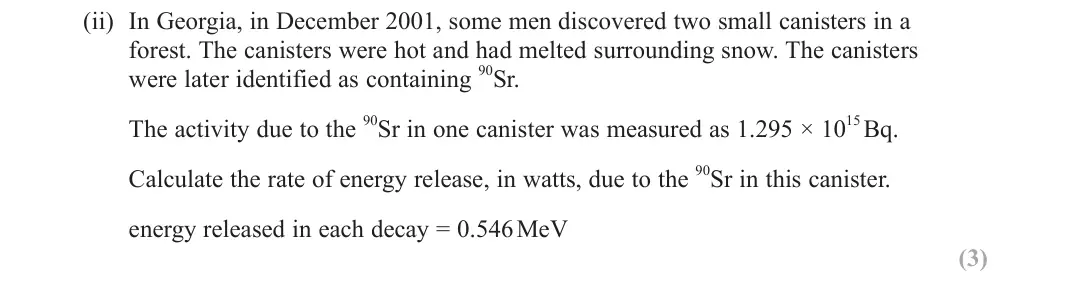 (ii) In Georgia, in December 2001, some men discovered two small canisters in a
forest. The canisters were hot and had melted surrounding snow. The canisters
were later identified as containing ⁹⁰Sr.
The activity due to the ⁹⁰Sr in one canister was measured as 1.295 × 10¹⁵ Bq.
Calculate the rate of energy release, in watts, due to the ⁹⁰Sr in this canister.
energy released in each decay = 0.546 MeV
(3)